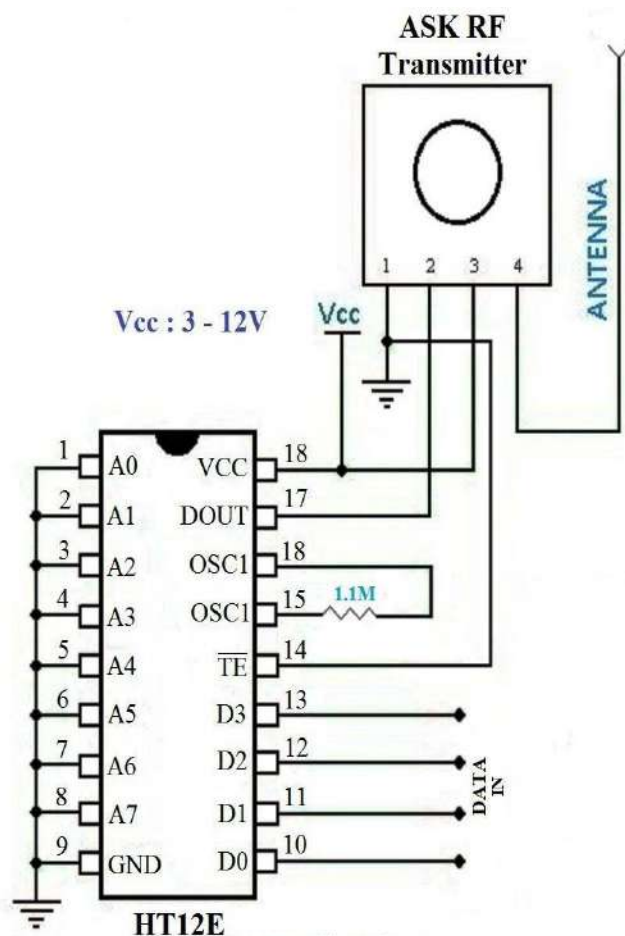 ASK RF
Transmitter
ANTENNA
1 2 3 4
Vcc : 3 - 12V
Vcc
1 A0 VCC 18
2 A1 DOUT 17
3 A2 OSC1 18
4 A3 OSC1 15
1.1M
5 A4 TE 14
6 A5 D3 13
7 A6 D2 12
8 A7 D1 11
9 GND D0 10
DATA
IN
HT12E